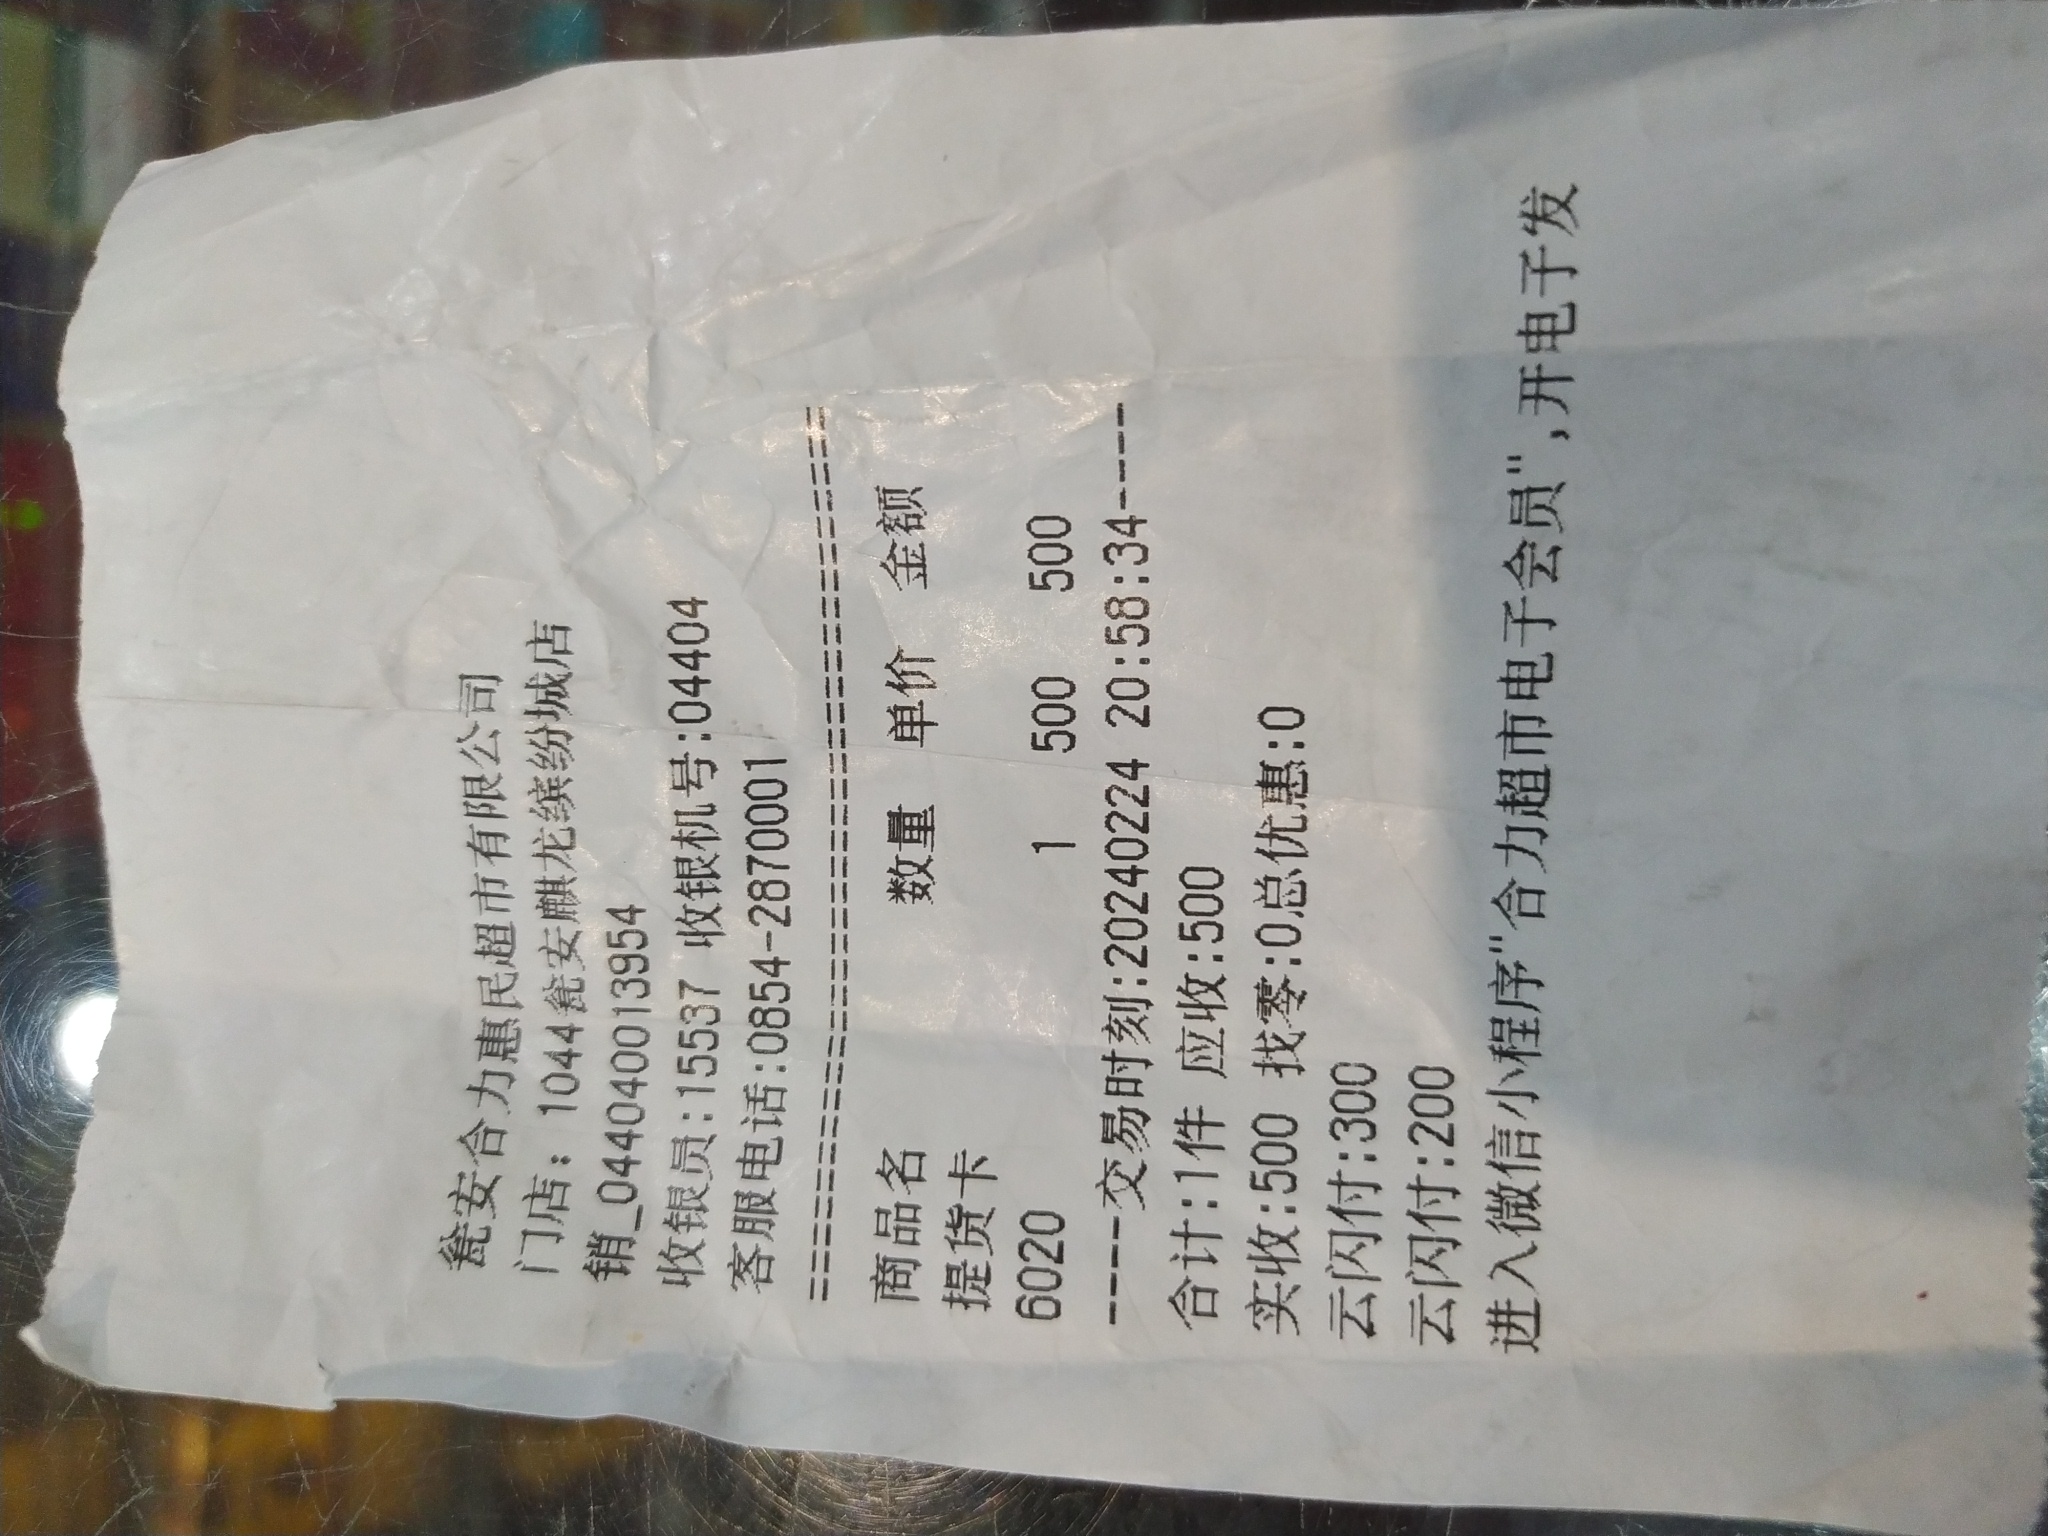 瓮安合力惠民超市有限公司
门店: 1044瓮安麒龙缤纷城店
销_044040013954
收银员:15537 收银机号:04404
客服电话:0854-2870001
================================
商品名 数量 单价 金额
提货卡
6020 1 500 500
----交易时刻:20240224 20:58:34----
合计:1件 应收:500
实收:500 找零:0总优惠:0
云闪付:300
云闪付:200
进入微信小程序"合力超市电子会员",开电子发